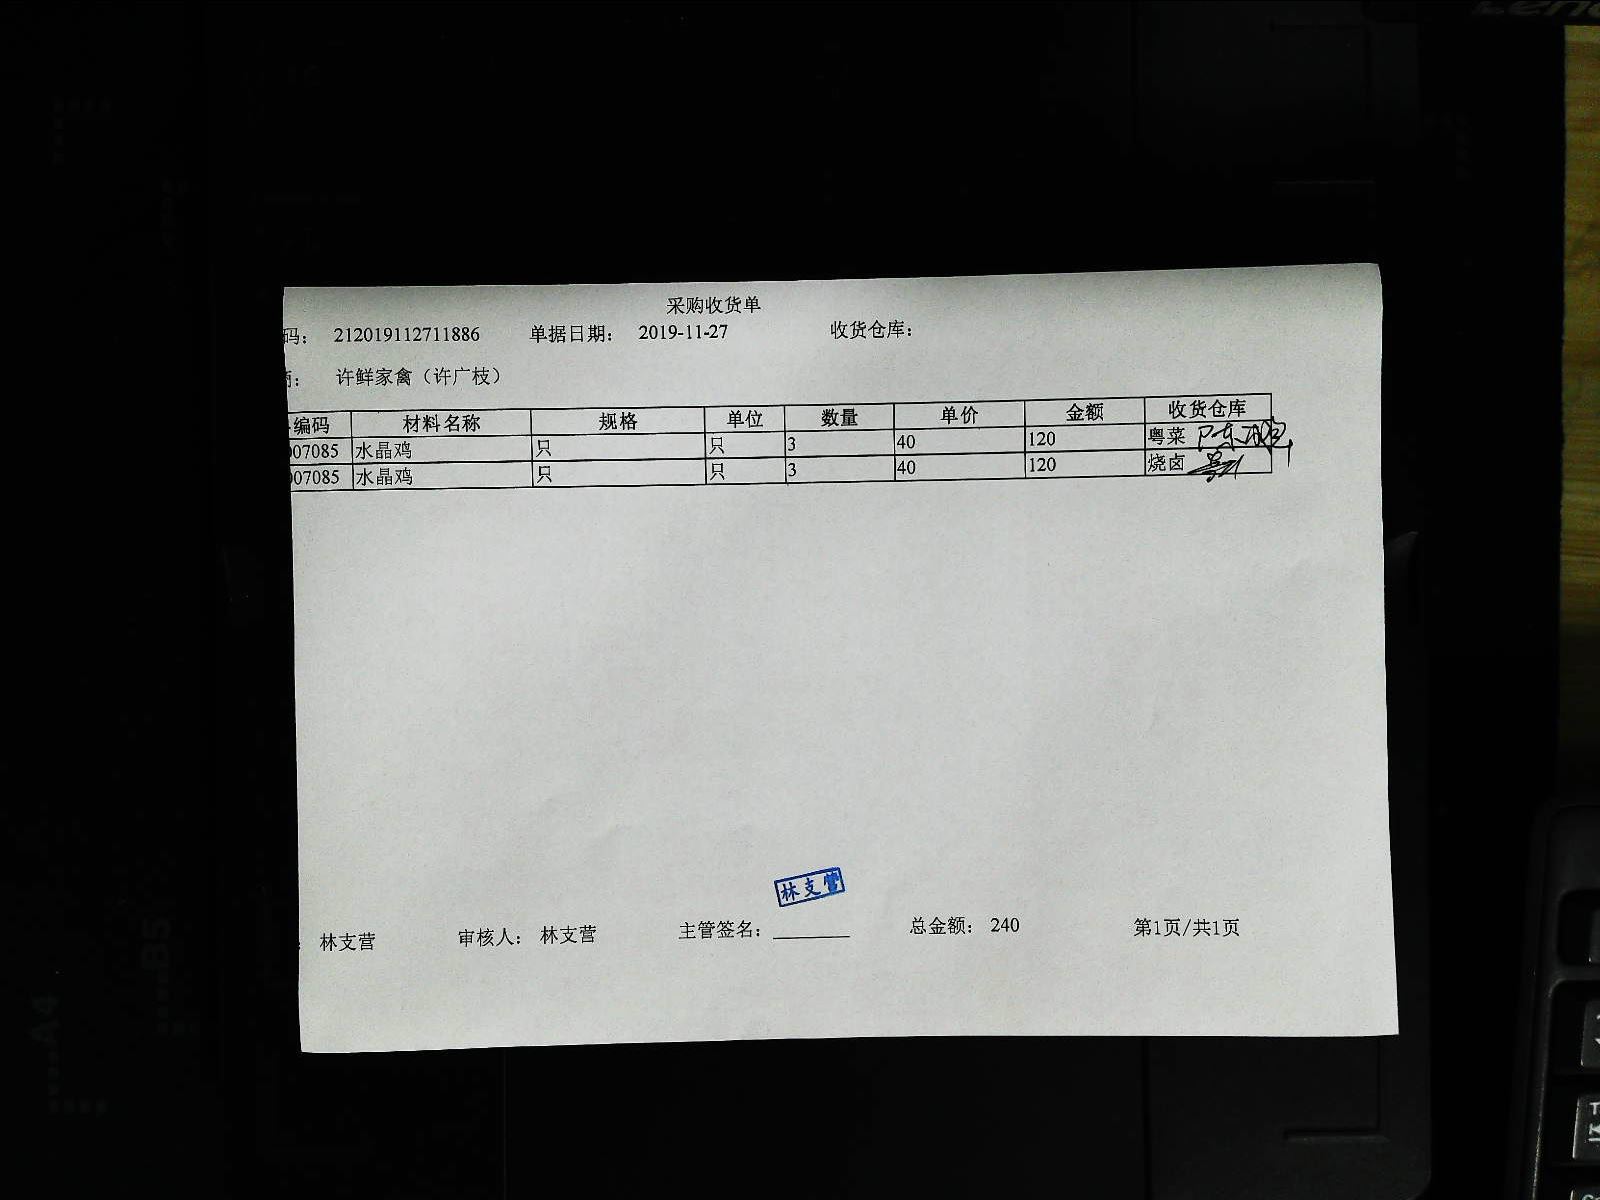 采购收货单
码： 212019112711886 单据日期： 2019-11-27 收货仓库：
商： 许鲜家禽（许广枝）
编码 材料名称 规格 单位 数量 单价 金额 收货仓库
007085 水晶鸡 只 只 3 40 120 粤菜
007085 水晶鸡 只 只 3 40 120 烧卤
林支营
： 林支营 审核人： 林支营 主管签名： 总金额： 240 第1页/共1页
A4
B5